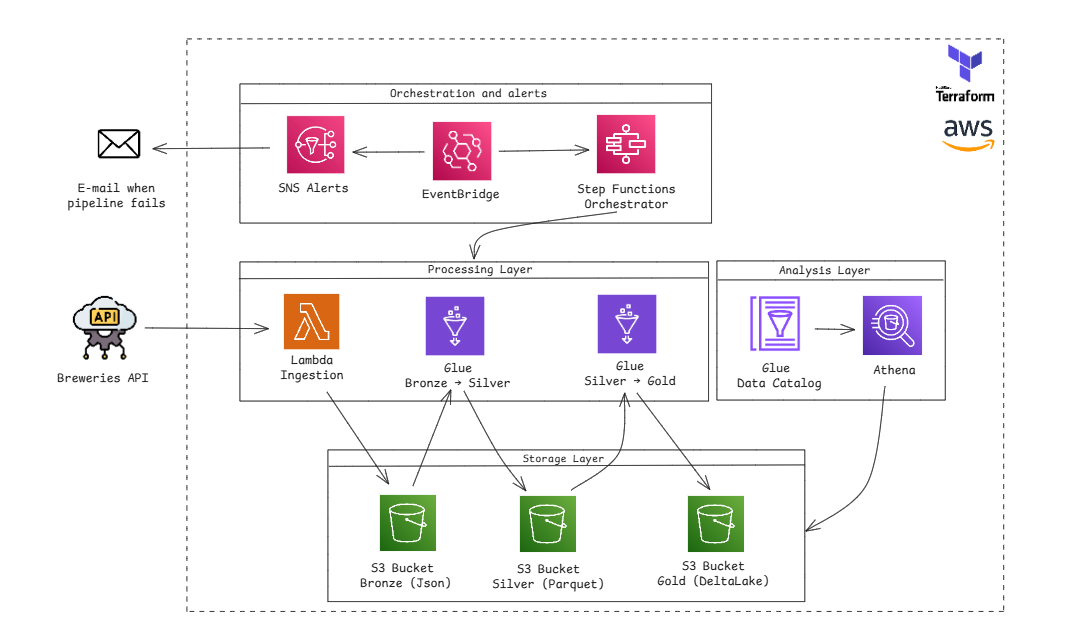 Terraform
aws
Orchestration and alerts
SNS Alerts
EventBridge
Step Functions
Orchestrator
E-mail when
pipeline fails
Processing Layer
Analysis Layer
API
Breweries API
Lambda
Ingestion
Glue
Bronze → Silver
Glue
Silver → Gold
Glue
Data Catalog
Athena
Storage Layer
S3 Bucket
Bronze (Json)
S3 Bucket
Silver (Parquet)
S3 Bucket
Gold (DeltaLake)